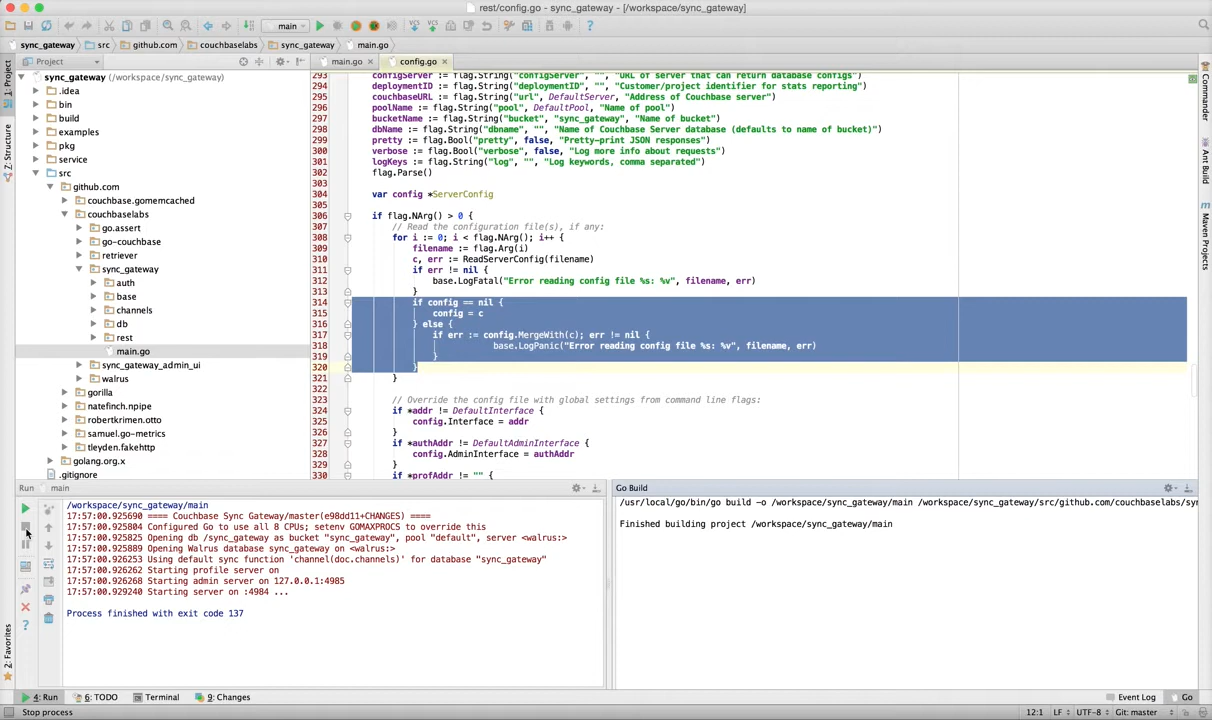 rest/config.go - sync_gateway - [/workspace/sync_gateway]
main
sync_gateway
src
github.com
couchbaselabs
sync_gateway
main.go
1: Project
Z: Structure
2: Favorites
Commander
Ant Build
Maven Projects
Project
main.go
config.go
sync_gateway (/workspace/sync_gateway)
.idea
bin
build
examples
pkg
service
src
github.com
couchbase.gomemcached
couchbaselabs
go.assert
go-couchbase
retriever
sync_gateway
auth
base
channels
db
rest
main.go
sync_gateway_admin_ui
walrus
gorilla
natefinch.npipe
robertkrimen.otto
samuel.go-metrics
tleyden.fakehttp
golang.org.x
.gitignore
293 configServer := flag.String("configServer", "", "URL of server that can return database configs")
294 deploymentID := flag.String("deploymentID", "", "Customer/project identifier for stats reporting")
295 couchbaseURL := flag.String("url", DefaultServer, "Address of Couchbase server")
296 poolName := flag.String("pool", DefaultPool, "Name of pool")
297 bucketName := flag.String("bucket", "sync_gateway", "Name of bucket")
298 dbName := flag.String("dbname", "", "Name of Couchbase Server database (defaults to name of bucket)")
299 pretty := flag.Bool("pretty", false, "Pretty-print JSON responses")
300 verbose := flag.Bool("verbose", false, "Log more info about requests")
301 logKeys := flag.String("log", "", "Log keywords, comma separated")
302 flag.Parse()
303
304 var config *ServerConfig
305
306 if flag.NArg() > 0 {
307 // Read the configuration file(s), if any:
308 for i := 0; i < flag.NArg(); i++ {
309 filename := flag.Arg(i)
310 c, err := ReadServerConfig(filename)
311 if err != nil {
312 base.LogFatal("Error reading config file %s: %v", filename, err)
313 }
314 if config == nil {
315 config = c
316 } else {
317 if err := config.MergeWith(c); err != nil {
318 base.LogPanic("Error reading config file %s: %v", filename, err)
319 }
320 }
321 }
322
323 // Override the config file with global settings from command line flags:
324 if *addr != DefaultInterface {
325 config.Interface = addr
326 }
327 if *authAddr != DefaultAdminInterface {
328 config.AdminInterface = authAddr
329 }
330 if *profAddr != "" {
Run main
/workspace/sync_gateway/main
17:57:00.925690 ==== Couchbase Sync Gateway/master(e98dd11+CHANGES) ====
17:57:00.925804 Configured Go to use all 8 CPUs; setenv GOMAXPROCS to override this
17:57:00.925825 Opening db /sync_gateway as bucket "sync_gateway", pool "default", server <walrus:>
17:57:00.925889 Opening Walrus database sync_gateway on <walrus:>
17:57:00.926253 Using default sync function 'channel(doc.channels)' for database "sync_gateway"
17:57:00.926262 Starting profile server on
17:57:00.926268 Starting admin server on 127.0.0.1:4985
17:57:00.929240 Starting server on :4984 ...
Process finished with exit code 137
Go Build
/usr/local/go/bin/go build -o /workspace/sync_gateway/main /workspace/sync_gateway/src/github.com/couchbaselabs/syn
Finished building project /workspace/sync_gateway/main
4: Run
6: TODO
Terminal
9: Changes
Event Log
Go
Stop process
12:1 LF UTF-8 Git: master